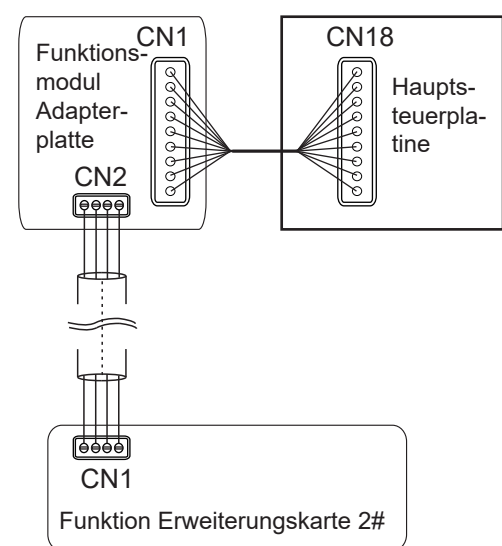 CN1
Funktions-
modul
Adapter-
platte
CN2
CN18
Haupts-
teuerpla-
tine
CN1
Funktion Erweiterungskarte 2#